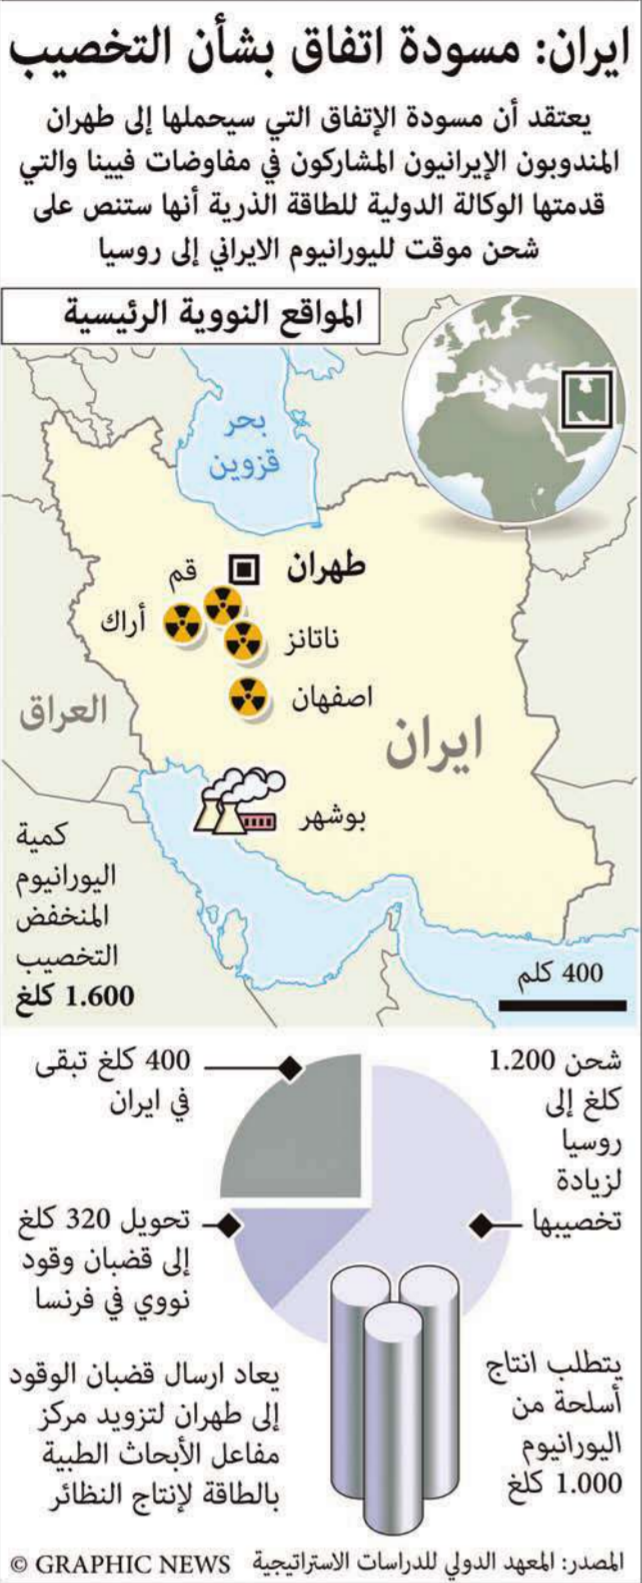 ايران: مسودة اتفاق بشأن التخصيب
يعتقد أن مسودة الإتفاق التي سيحملها إلى طهران
المندوبون الإيرانيون المشاركون في مفاوضات فيينا والتي
قدمتها الوكالة الدولية للطاقة الذرية أنها ستنص على
شحن موقت لليورانيوم الايراني إلى روسيا
المواقع النووية الرئيسية
بحر
قزوين
طهران
قم
أراك
ناتانز
اصفهان
العراق
ايران
بوشهر
كمية
اليورانيوم
المنخفض
التخصيب
1.600 كلغ
400 كلم
شحن 1.200
كلغ إلى
روسيا
لزيادة
تخصيبها
400 كلغ تبقى
في ايران
تحويل 320 كلغ
إلى قضبان وقود
نووي في فرنسا
يتطلب انتاج
أسلحة من
اليورانيوم
1.000 كلغ
يعاد ارسال قضبان الوقود
إلى طهران لتزويد مركز
مفاعل الأبحاث الطبية
بالطاقة لإنتاج النظائر
المصدر: المعهد الدولي للدراسات الاستراتيجية
© GRAPHIC NEWS